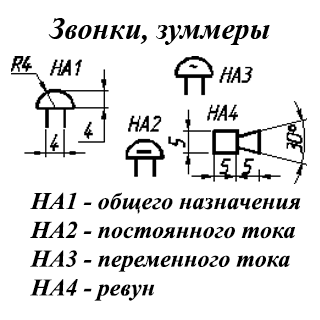 Звонки, зуммеры
R4 HA1
HA3
4
4
HA2
HA4
5
5 5
30°
HA1 - общего назначения
HA2 - постоянного тока
HA3 - переменного тока
HA4 - ревун